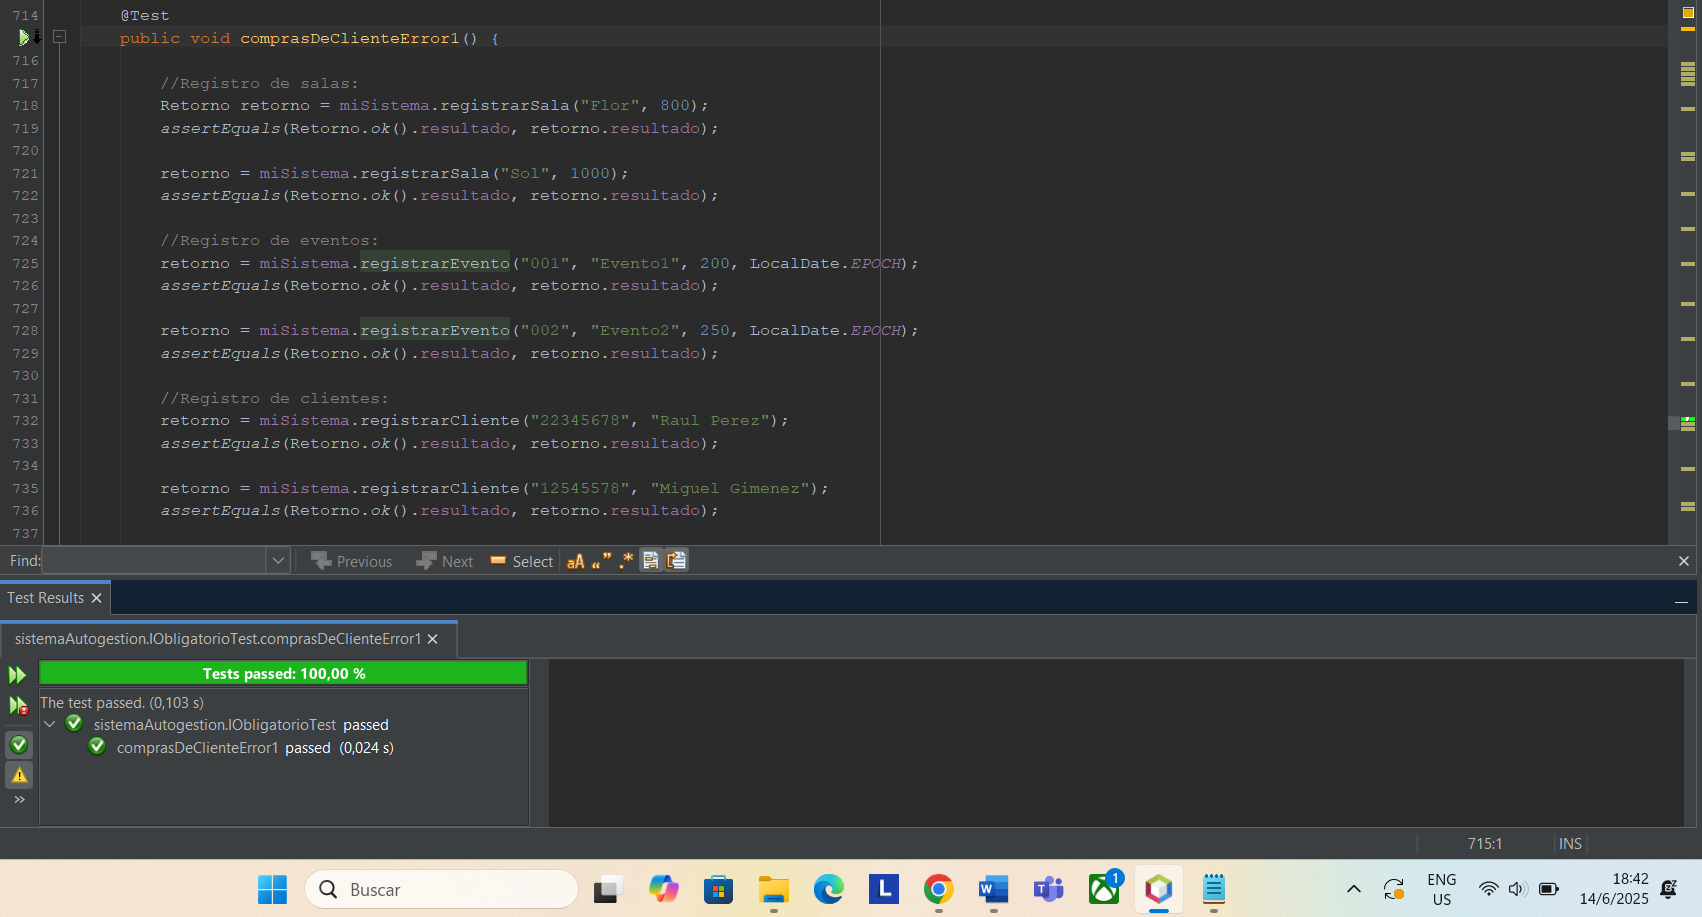 714 @Test
public void comprasDeClienteError1() {
716
717 //Registro de salas:
718 Retorno retorno = miSistema.registrarSala("Flor", 800);
719 assertEquals(Retorno.ok().resultado, retorno.resultado);
720
721 retorno = miSistema.registrarSala("Sol", 1000);
722 assertEquals(Retorno.ok().resultado, retorno.resultado);
723
724 //Registro de eventos:
725 retorno = miSistema.registrarEvento("001", "Evento1", 200, LocalDate.EPOCH);
726 assertEquals(Retorno.ok().resultado, retorno.resultado);
727
728 retorno = miSistema.registrarEvento("002", "Evento2", 250, LocalDate.EPOCH);
729 assertEquals(Retorno.ok().resultado, retorno.resultado);
730
731 //Registro de clientes:
732 retorno = miSistema.registrarCliente("22345678", "Raul Perez");
733 assertEquals(Retorno.ok().resultado, retorno.resultado);
734
735 retorno = miSistema.registrarCliente("12545578", "Miguel Gimenez");
736 assertEquals(Retorno.ok().resultado, retorno.resultado);
737
Find: Previous Next Select aA „” .*
Test Results
sistemaAutogestion.IObligatorioTest.comprasDeClienteError1
Tests passed: 100,00 %
The test passed. (0,103 s)
sistemaAutogestion.IObligatorioTest passed
comprasDeClienteError1 passed (0,024 s)
715:1 INS
Buscar L W T 1 ENG 18:42
US 14/6/2025